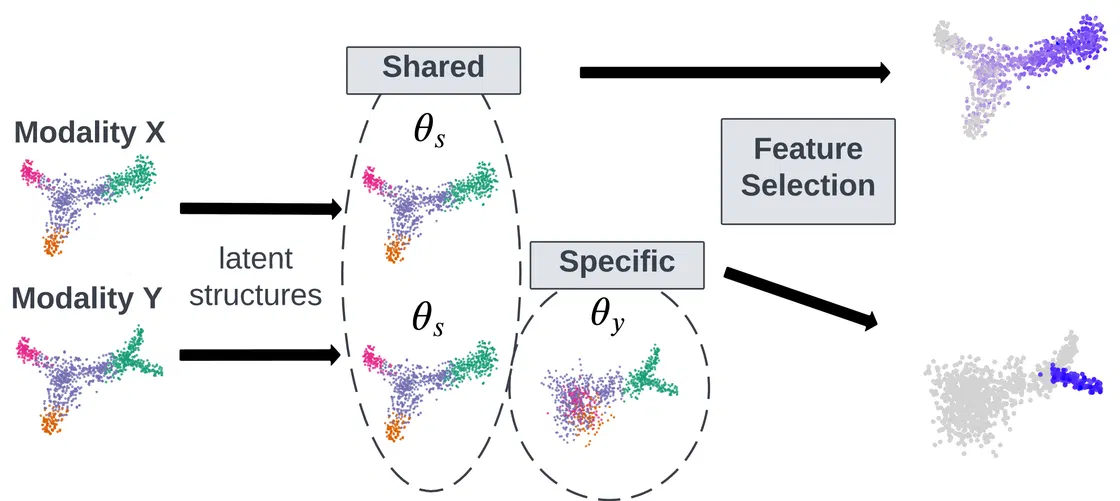 Shared
θs
Modality X
Feature
Selection
latent
structures
Specific
Modality Y
θs
θy